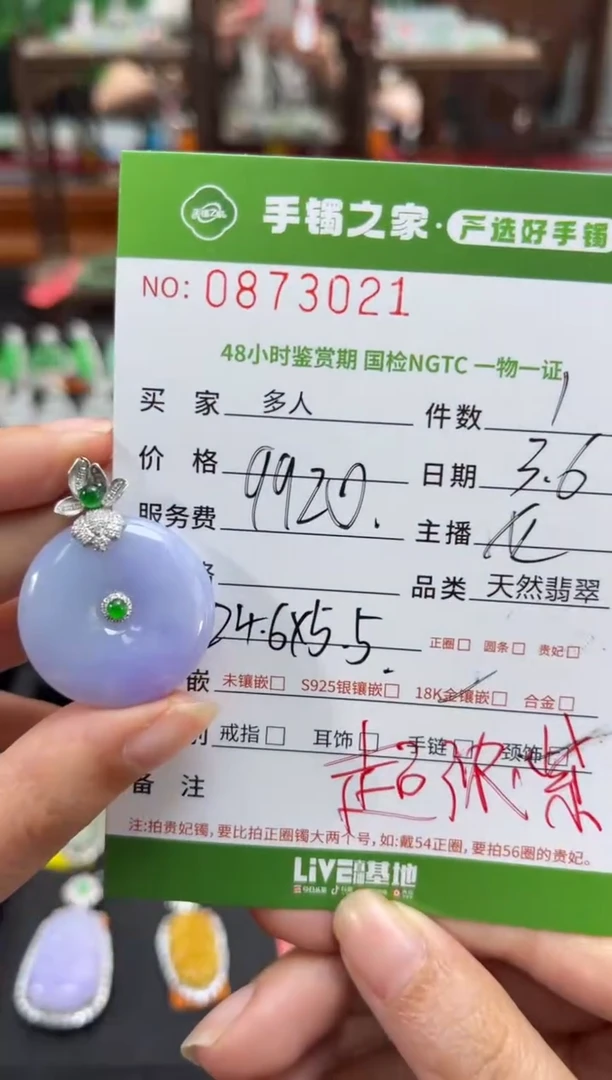 手镯之家·严选好手镯
NO: 0873021
48小时鉴赏期 国检NGTC 一物一证
买 家 多人 件数 1
价 格 9920. 日期 3.6
服务费 主播
品类 天然翡翠
24.6X5.5. 正圈□ 圆条□ 贵妃□
嵌 未镶嵌□ S925银镶嵌□ 18K金镶嵌□ 合金□
别 戒指□ 耳饰□ 手链□ 颈饰□
备 注 超浓紫
注:拍贵妃镯,要比拍正圈镯大两个号,如:戴54正圈,要拍56圈的贵妃。
LiVE 基地